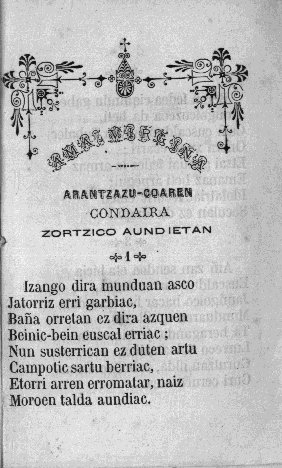 AMABIRJIÑA
ARANTZAZU-COAREN
CONDAIRA
ZORTZICO AUNDIETAN
1
Izango dira munduan asco
Jatorriz erri garbiac,
Baña orretan ez dira azquen
Beinic-bein euscal erriac;
Nun susterrican ez duten artu
Campotic sartu berriac,
Etorri arren erromatar, naiz
Moroen talda aundiac.